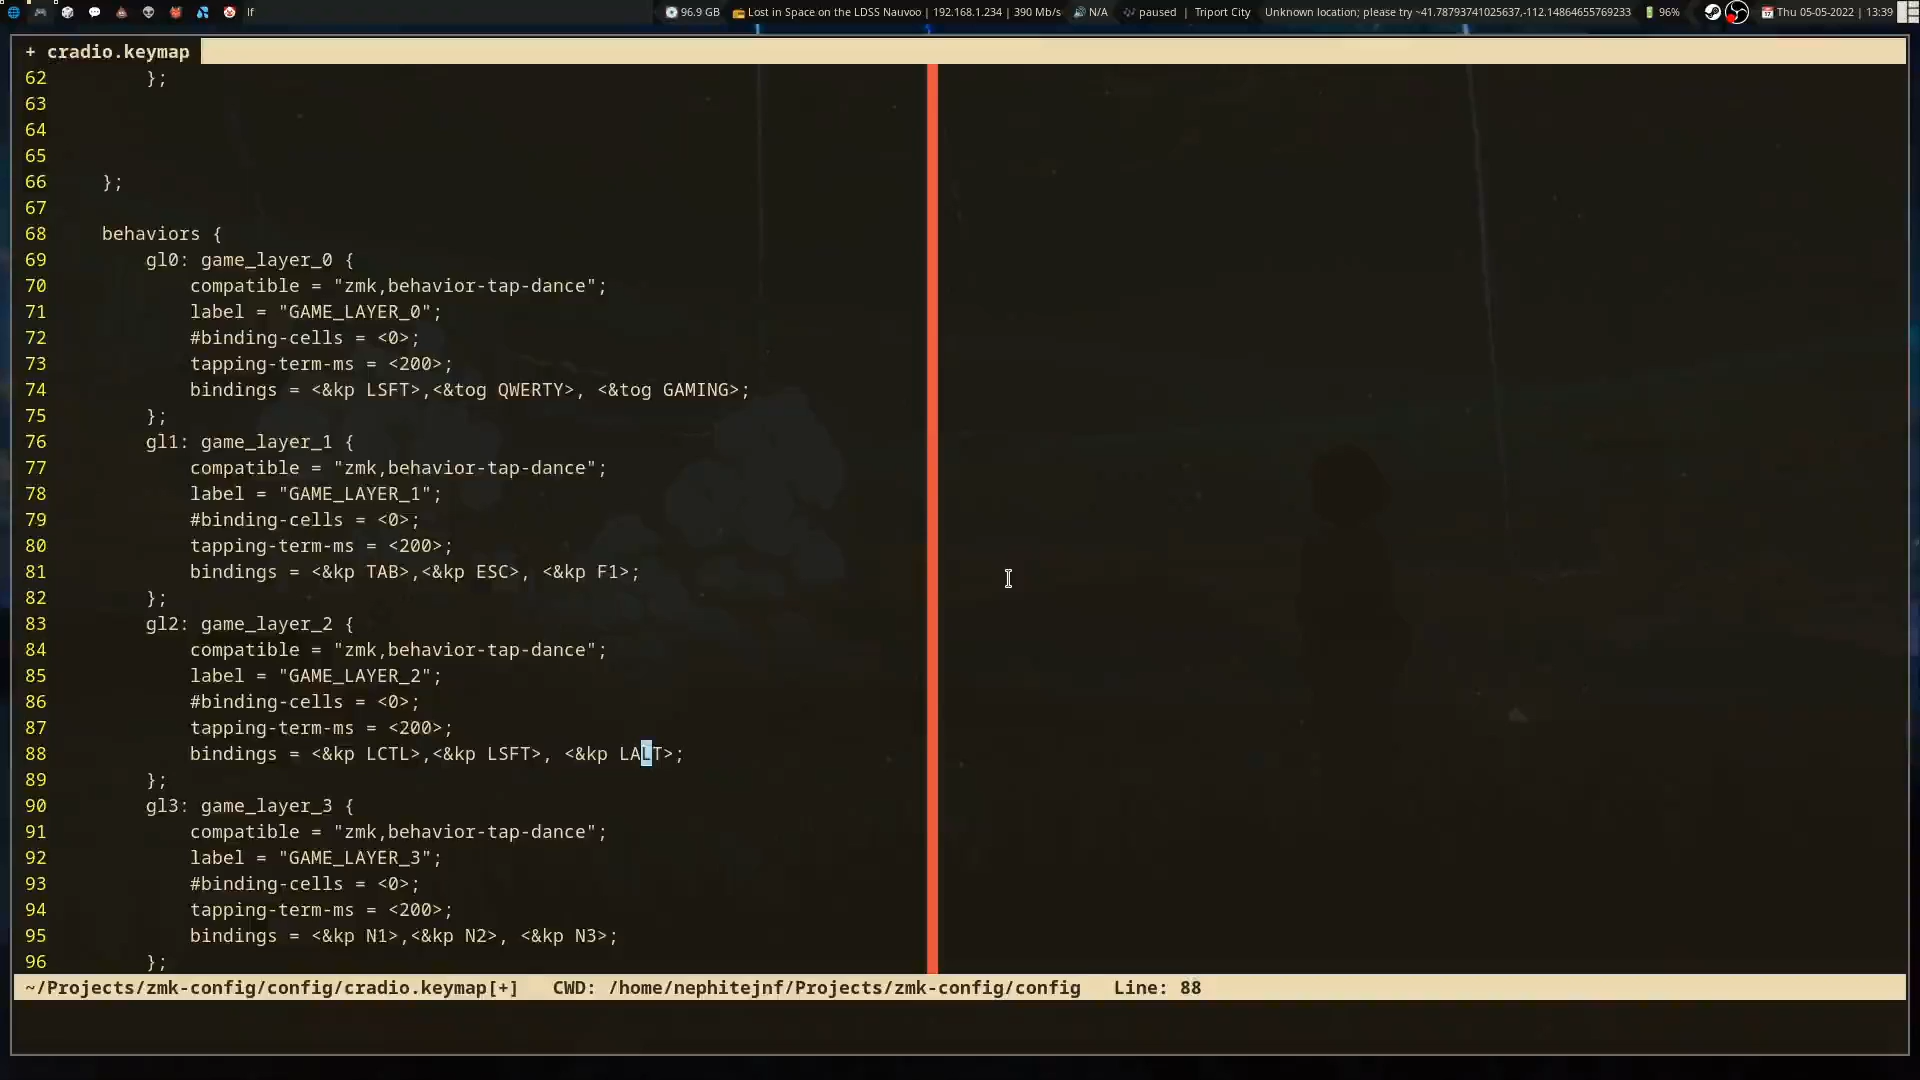 lf
96.9 GB Lost in Space on the LDSS Nauvoo | 192.168.1.234 | 390 Mb/s N/A paused | Triport City Unknown location; please try ~41.78793741025637,-112.14864655769233 96% Thu 05-05-2022 | 13:39
+ cradio.keymap
62 };
63
64
65
66 };
67
68 behaviors {
69 gl0: game_layer_0 {
70 compatible = "zmk,behavior-tap-dance";
71 label = "GAME_LAYER_0";
72 #binding-cells = <0>;
73 tapping-term-ms = <200>;
74 bindings = <&kp LSFT>,<&tog QWERTY>, <&tog GAMING>;
75 };
76 gl1: game_layer_1 {
77 compatible = "zmk,behavior-tap-dance";
78 label = "GAME_LAYER_1";
79 #binding-cells = <0>;
80 tapping-term-ms = <200>;
81 bindings = <&kp TAB>,<&kp ESC>, <&kp F1>;
82 };
83 gl2: game_layer_2 {
84 compatible = "zmk,behavior-tap-dance";
85 label = "GAME_LAYER_2";
86 #binding-cells = <0>;
87 tapping-term-ms = <200>;
88 bindings = <&kp LCTL>,<&kp LSFT>, <&kp LALT>;
89 };
90 gl3: game_layer_3 {
91 compatible = "zmk,behavior-tap-dance";
92 label = "GAME_LAYER_3";
93 #binding-cells = <0>;
94 tapping-term-ms = <200>;
95 bindings = <&kp N1>,<&kp N2>, <&kp N3>;
96 };
~/Projects/zmk-config/config/cradio.keymap[+] CWD: /home/nephitejnf/Projects/zmk-config/config Line: 88